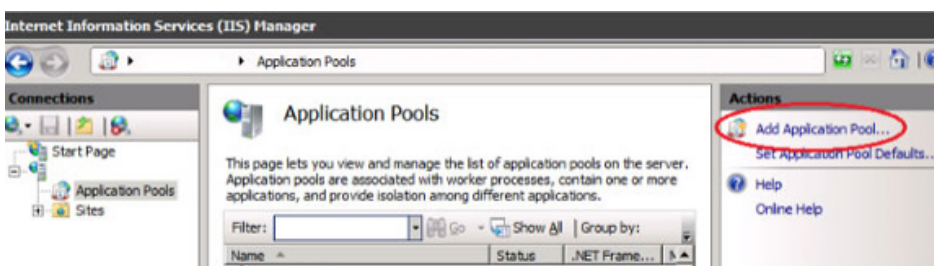 Internet Information Services (IIS) Manager
Application Pools
Connections
Start Page
Application Pools
Sites
Application Pools
This page lets you view and manage the list of application pools on the server.
Application pools are associated with worker processes, contain one or more
applications, and provide isolation among different applications.
Filter: Go Show All Group by:
Name Status .NET Frame...
Actions
Add Application Pool...
Set Application Pool Defaults...
Help
Online Help